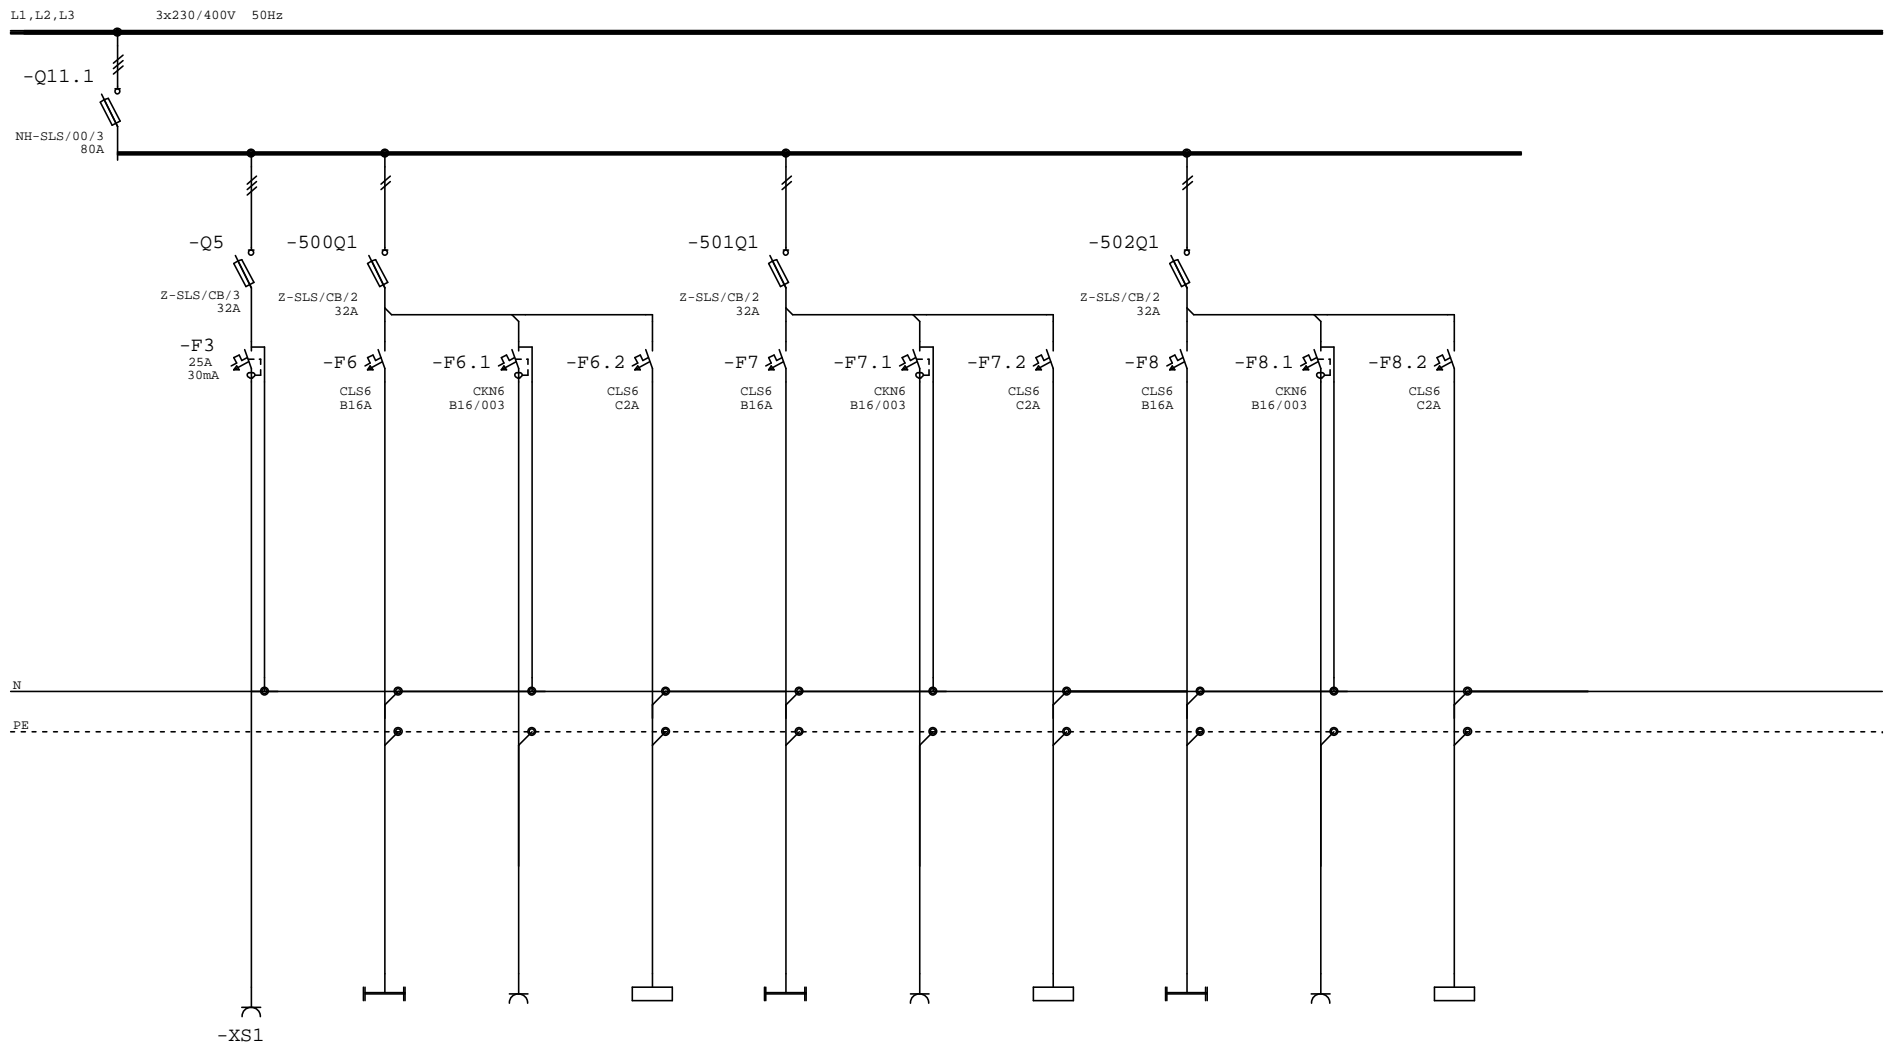 L1,L2,L3 3x230/400V 50Hz
-Q11.1
NH-SLS/00/3
80A
-Q5
Z-SLS/CB/3
32A
-500Q1
Z-SLS/CB/2
32A
-501Q1
Z-SLS/CB/2
32A
-502Q1
Z-SLS/CB/2
32A
-F3
25A
30mA
-F6
CLS6
B16A
-F6.1
CKN6
B16/003
-F6.2
CLS6
C2A
-F7
CLS6
B16A
-F7.1
CKN6
B16/003
-F7.2
CLS6
C2A
-F8
CLS6
B16A
-F8.1
CKN6
B16/003
-F8.2
CLS6
C2A
N
PE
-XS1